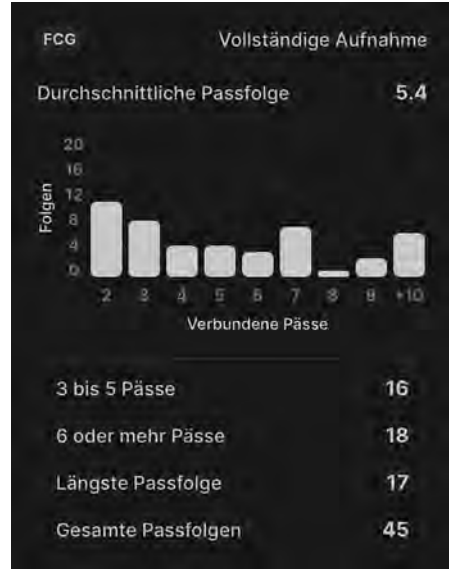 FCG Vollständige Aufnahme
Durchschnittliche Passfolge 5.4
20
16
12
8
4
0
Folgen
2 3 4 5 6 7 8 9 +10
Verbundene Pässe
3 bis 5 Pässe 16
6 oder mehr Pässe 18
Längste Passfolge 17
Gesamte Passfolgen 45